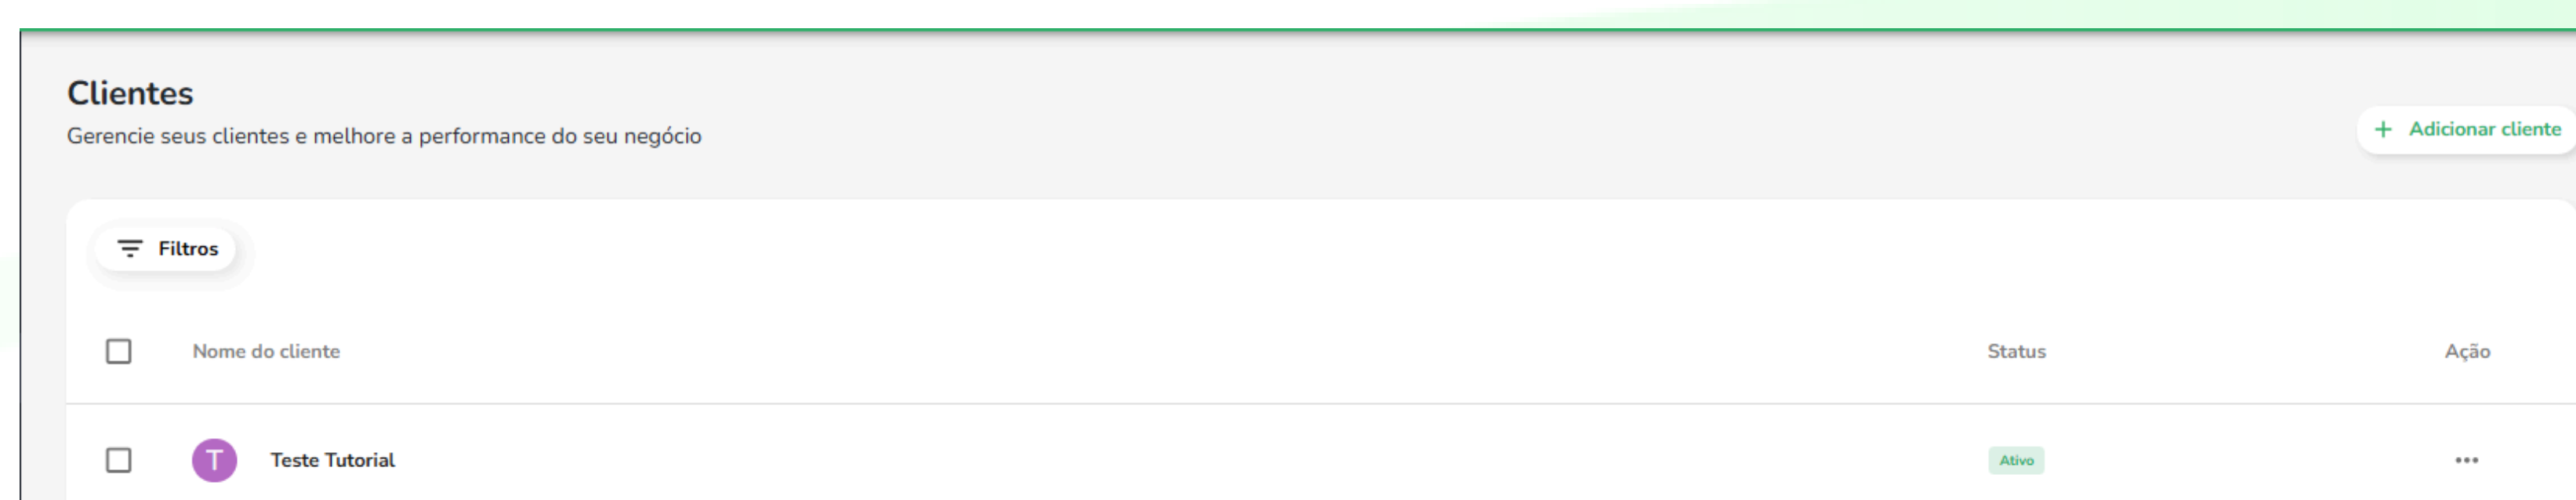 Clientes
Gerencie seus clientes e melhore a performance do seu negócio
+ Adicionar cliente
Filtros
Nome do cliente Status Ação
T Teste Tutorial Ativo ...